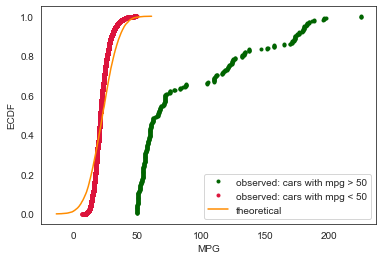 1.0
0.8
0.6
0.4
0.2
0.0
ECDF
observed: cars with mpg > 50
observed: cars with mpg < 50
theoretical
0 50 100 150 200
MPG